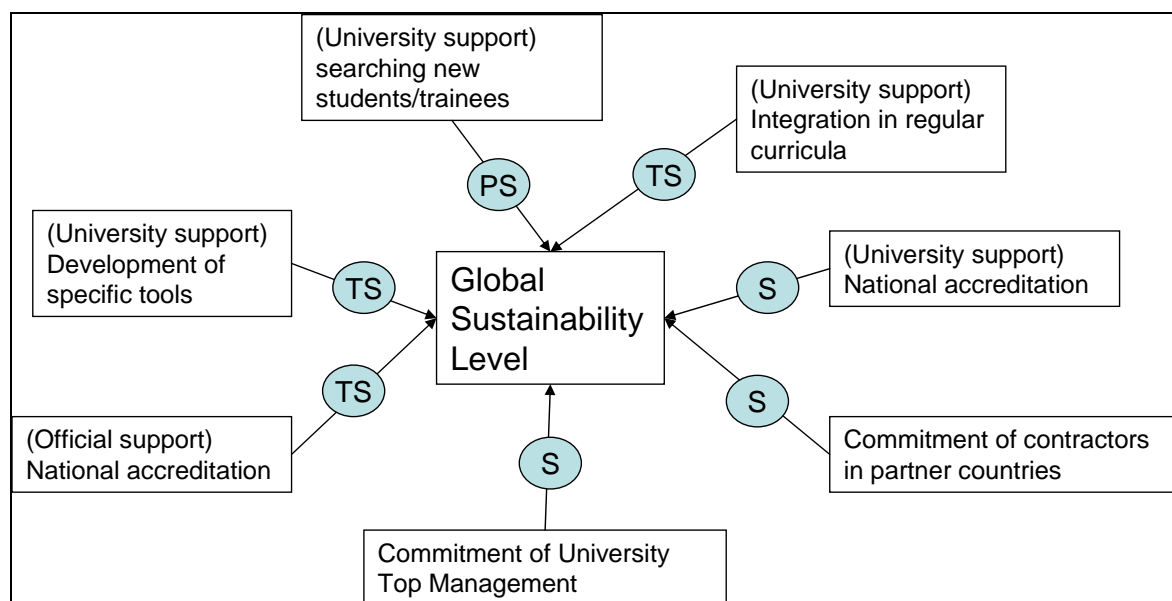 (University support)
searching new
students/trainees
(University support)
Integration in regular
curricula
PS
TS
(University support)
Development of
specific tools
TS
Global
Sustainability
Level
S
(University support)
National accreditation
TS
S
(Official support)
National accreditation
S
Commitment of contractors
in partner countries
Commitment of University
Top Management